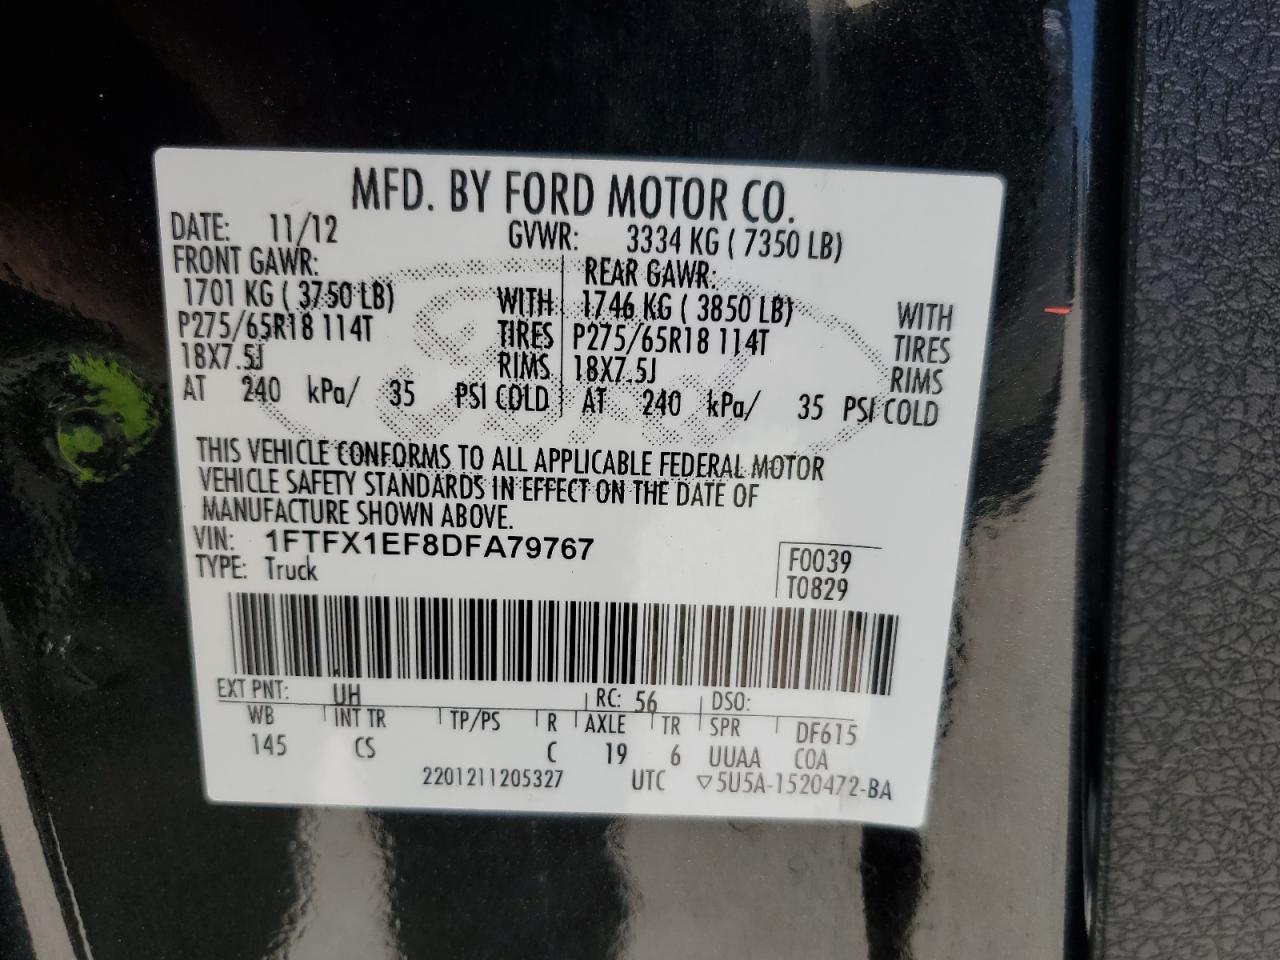 MFD. BY FORD MOTOR CO.
DATE: 11/12 GVWR: 3334 KG ( 7350 LB)
FRONT GAWR: REAR GAWR:
1701 KG ( 3750 LB) WITH 1746 KG ( 3850 LB) WITH
P275/65R18 114T TIRES P275/65R18 114T TIRES
18X7.5J RIMS 18X7.5J RIMS
AT 240 kPa/ 35 PSI COLD AT 240 kPa/ 35 PSI COLD
THIS VEHICLE CONFORMS TO ALL APPLICABLE FEDERAL MOTOR
VEHICLE SAFETY STANDARDS IN EFFECT ON THE DATE OF
MANUFACTURE SHOWN ABOVE.
VIN: 1FTFX1EF8DFA79767 F0039
TYPE: Truck T0829
EXT PNT: UH RC: 56 DSO:
WB INT TR TP/PS R AXLE TR SPR DF615
145 CS C 19 6 UUAA COA
2201211205327 UTC ▽5U5A-1520472-BA